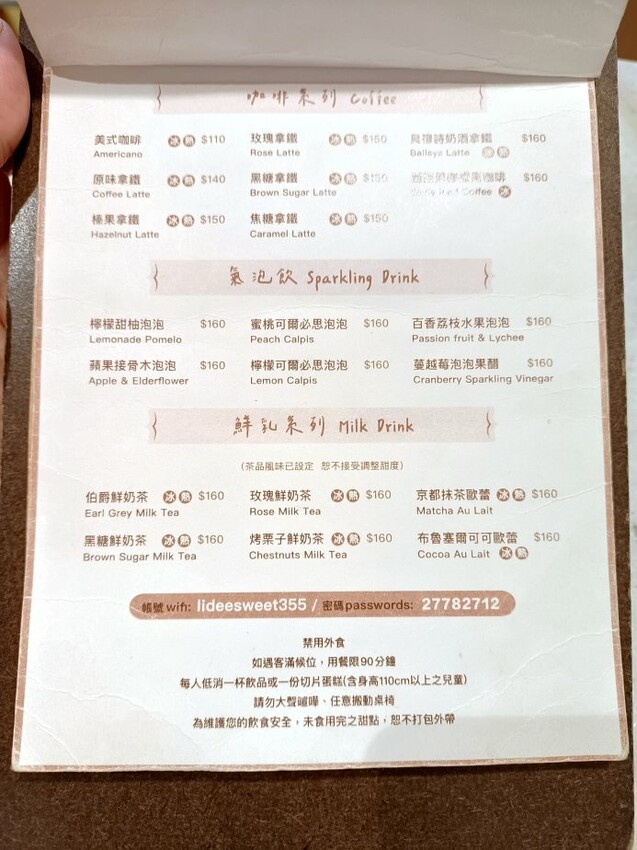 咖啡系列 Coffee
美式咖啡 冰 熱 $110 玫瑰拿鐵 冰 熱 $150 貝禮詩奶酒拿鐵 $160
Americano Rose Latte Baileys Latte 冰 熱
原味拿鐵 冰 熱 $140 黑糖拿鐵 冰 熱 $150 $160
Coffee Latte Brown Sugar Latte Coffee 冰
榛果拿鐵 冰 熱 $150 焦糖拿鐵 冰 熱 $150
Hazelnut Latte Caramel Latte
氣泡飲 Sparkling Drink
檸檬甜柚泡泡 $160 蜜桃可爾必思泡泡 $160 百香荔枝水果泡泡 $160
Lemonade Pomelo Peach Calpis Passion fruit & Lychee
蘋果接骨木泡泡 $160 檸檬可爾必思泡泡 $160 蔓越莓泡泡果醋 $160
Apple & Elderflower Lemon Calpis Cranberry Sparkling Vinegar
鮮乳系列 Milk Drink
(茶品風味已設定 恕不接受調整甜度)
伯爵鮮奶茶 冰 熱 $160 玫瑰鮮奶茶 冰 熱 $160 京都抹茶歐蕾 冰 熱 $160
Earl Grey Milk Tea Rose Milk Tea Matcha Au Lait
黑糖鮮奶茶 冰 熱 $160 烤栗子鮮奶茶 冰 熱 $160 布魯塞爾可可歐蕾 $160
Brown Sugar Milk Tea Chestnuts Milk Tea Cocoa Au Lait 冰 熱
帳號 wifi: lideesweet355 / 密碼passwords: 27782712
禁用外食
如遇客滿候位，用餐限90分鐘
每人低消一杯飲品或一份切片蛋糕(含身高110cm以上之兒童)
請勿大聲喧嘩、任意搬動桌椅
為維護您的飲食安全，未食用完之甜點，恕不打包外帶